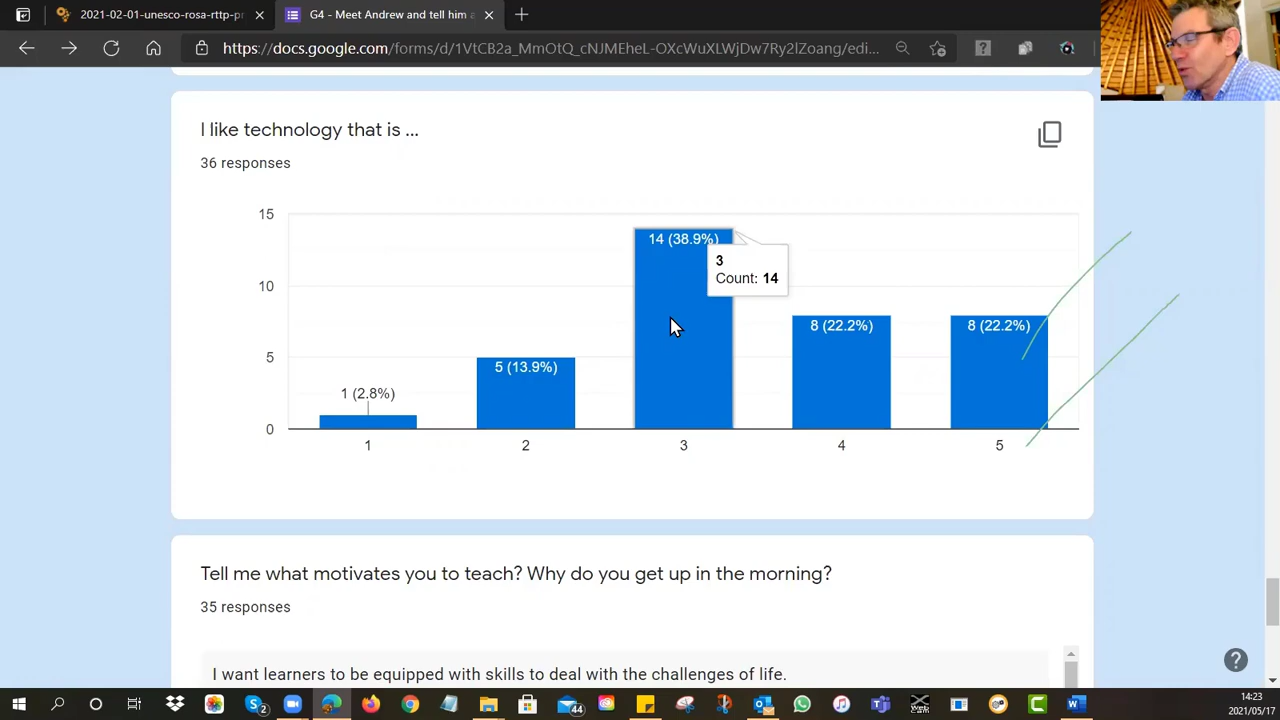 2021-02-01-unesco-rosa-rttp-pr
G4 - Meet Andrew and tell him a
https://docs.google.com/forms/d/1VtCB2a_MmOtQ_cNJMEheL-OXcWuXLWjDw7Ry2lZoang/edi...
I like technology that is ...
36 responses
15
10
5
0
1 (2.8%)
5 (13.9%)
14 (38.9%)
8 (22.2%)
8 (22.2%)
3
Count: 14
1 2 3 4 5
Tell me what motivates you to teach? Why do you get up in the morning?
35 responses
I want learners to be equipped with skills to deal with the challenges of life.
2
44
14:23
2021/05/17